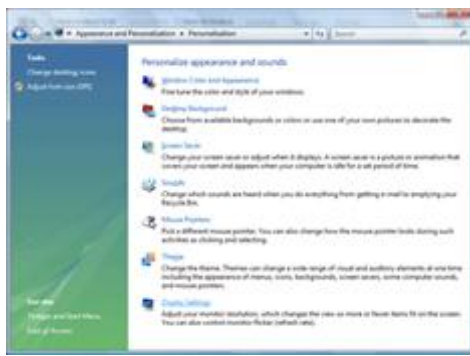 Appearance and Personalization ▸ Personalization
Search
Tasks
Change desktop icons
Adjust font size (DPI)
Personalize appearance and sounds
Window Color and Appearance
Fine tune the color and style of your windows.
Desktop Background
Choose from available backgrounds or colors or use one of your own pictures to decorate the
desktop.
Screen Saver
Change your screen saver or adjust when it displays. A screen saver is a picture or animation that
covers your screen and appears when your computer is idle for a set period of time.
Sounds
Change which sounds are heard when you do everything from getting e-mail to emptying your
Recycle Bin.
Mouse Pointers
Pick a different mouse pointer. You can also change how the mouse pointer looks during such
activities as clicking and selecting.
Theme
Change the theme. Themes can change a wide range of visual and auditory elements at one time
including the appearance of menus, icons, backgrounds, screen savers, some computer sounds,
and mouse pointers.
Display Settings
Adjust your monitor resolution, which changes the view so more or fewer items fit on the screen.
You can also control monitor flicker (refresh rate).
See also
Taskbar and Start Menu
Ease of Access